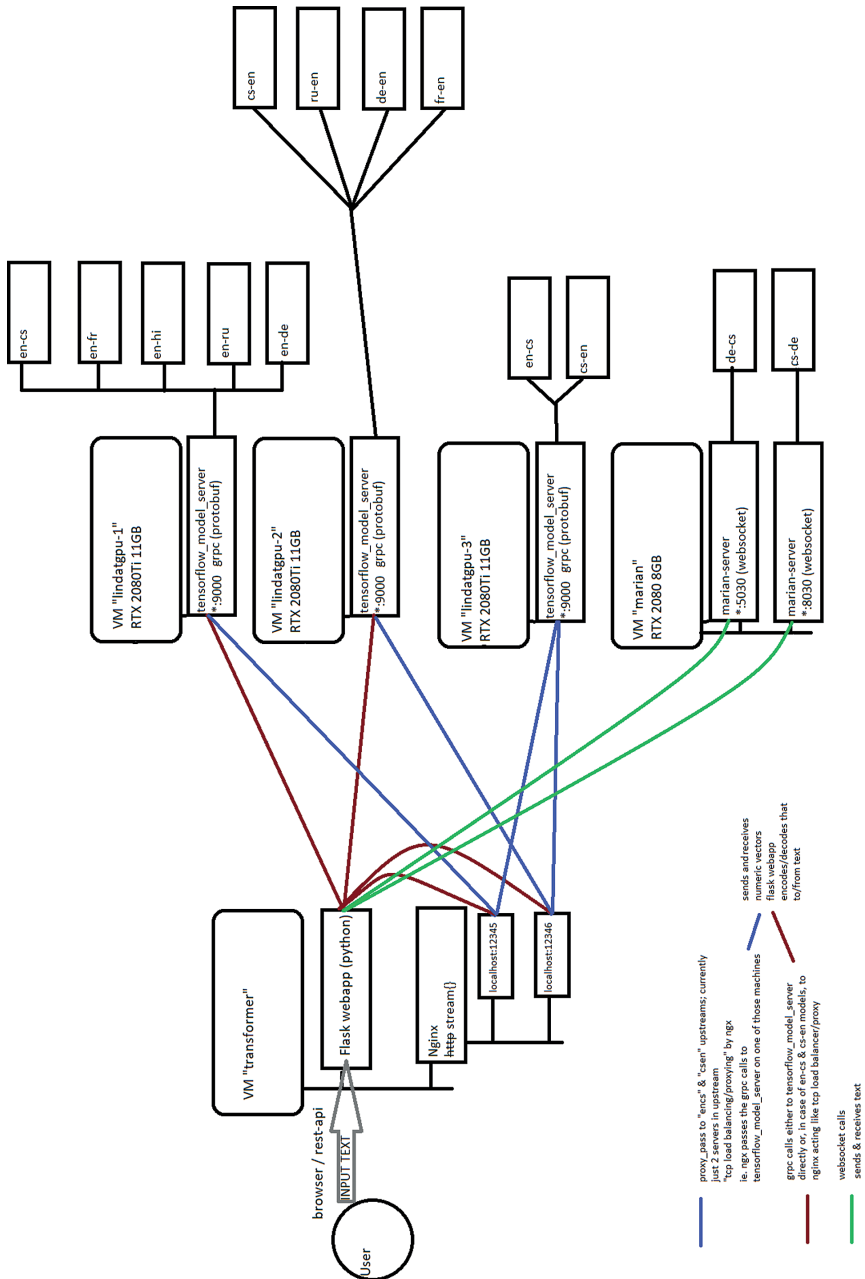 User
browser / rest-api
INPUT TEXT
VM "transformer"
Flask webapp (python)
Nginx
http stream{}
localhost:12345
localhost:12346
VM "lindatgpu-1"
RTX 2080Ti 11GB
tensorflow_model_server
*:9000 grpc (protobuf)
en-cs
en-fr
en-hi
en-ru
en-de
VM "lindatgpu-2"
RTX 2080Ti 11GB
tensorflow_model_server
*:9000 grpc (protobuf)
cs-en
ru-en
de-en
fr-en
VM "lindatgpu-3"
RTX 2080Ti 11GB
tensorflow_model_server
*:9000 grpc (protobuf)
en-cs
cs-en
VM "marian"
RTX 2080 8GB
marian-server
*:5030 (websocket)
de-cs
marian-server
*:8030 (websocket)
cs-de
proxy_pass to "encs" & "csen" upstreams; currently
just 2 servers in upstream
"tcp load balancing/proxying" by ngx
ie. ngx passes the grpc calls to
tensorflow_model_server on one of those machines
grpc calls either to tensorflow_model_server
directly or, in case of en-cs & cs-en models, to
nginx acting like tcp load balancer/proxy
websocket calls
sends & receives text
sends and receives
numeric vectors
flask webapp
encodes/decodes that
to/from text